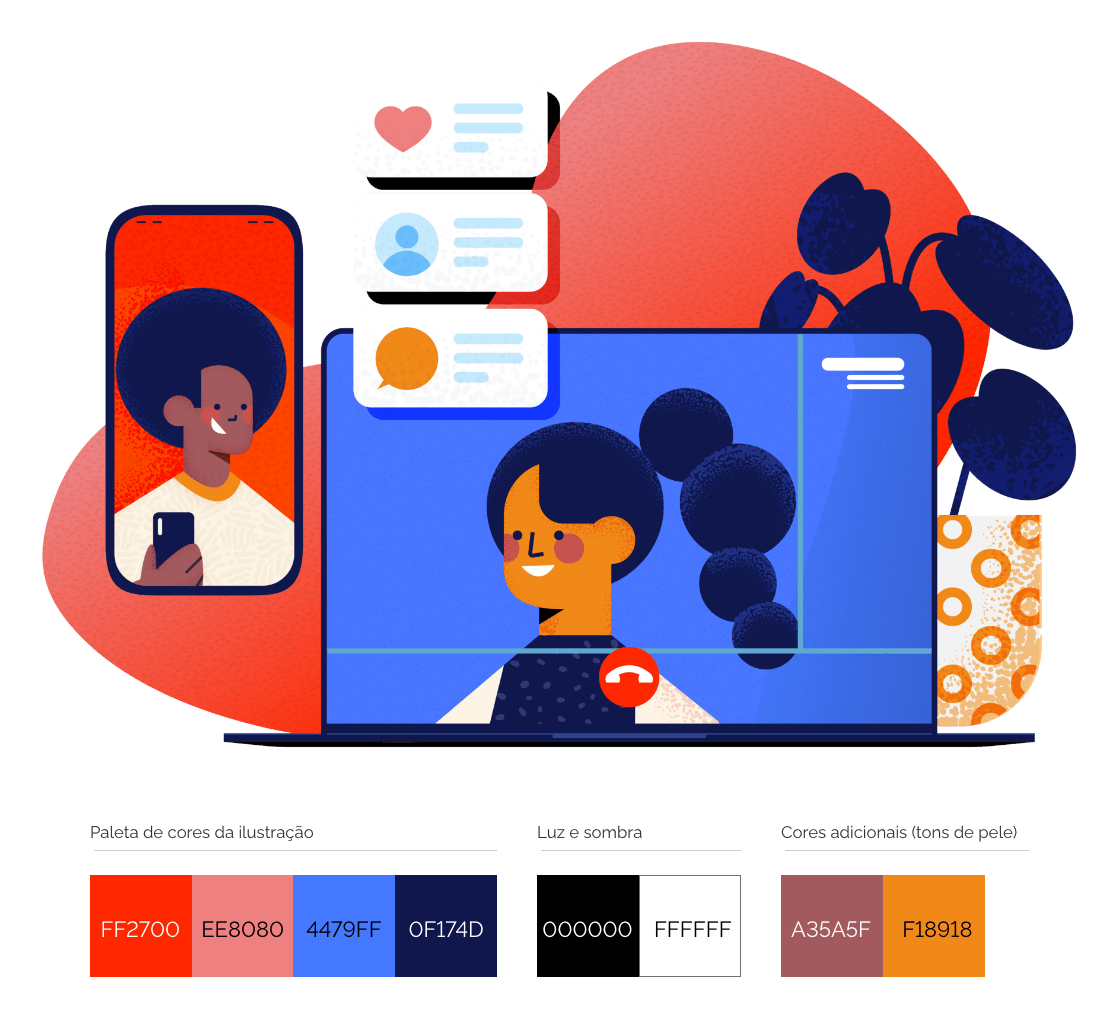 Paleta de cores da ilustração
Luz e sombra
Cores adicionais (tons de pele)
FF2700
EE8080
4479FF
0F174D
000000
FFFFFF
A35A5F
F18918